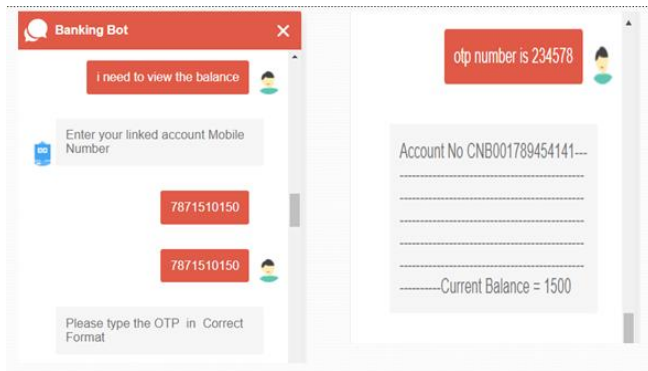 Banking Bot
i need to view the balance
Enter your linked account Mobile
Number
7871510150
7871510150
Please type the OTP in Correct
Format
otp number is 234578
Account No CNB001789454141---
--------------------------------------------
--------------------------------------------
--------------------------------------------
--------------------------------------------
--------------------------------------------
----------Current Balance = 1500